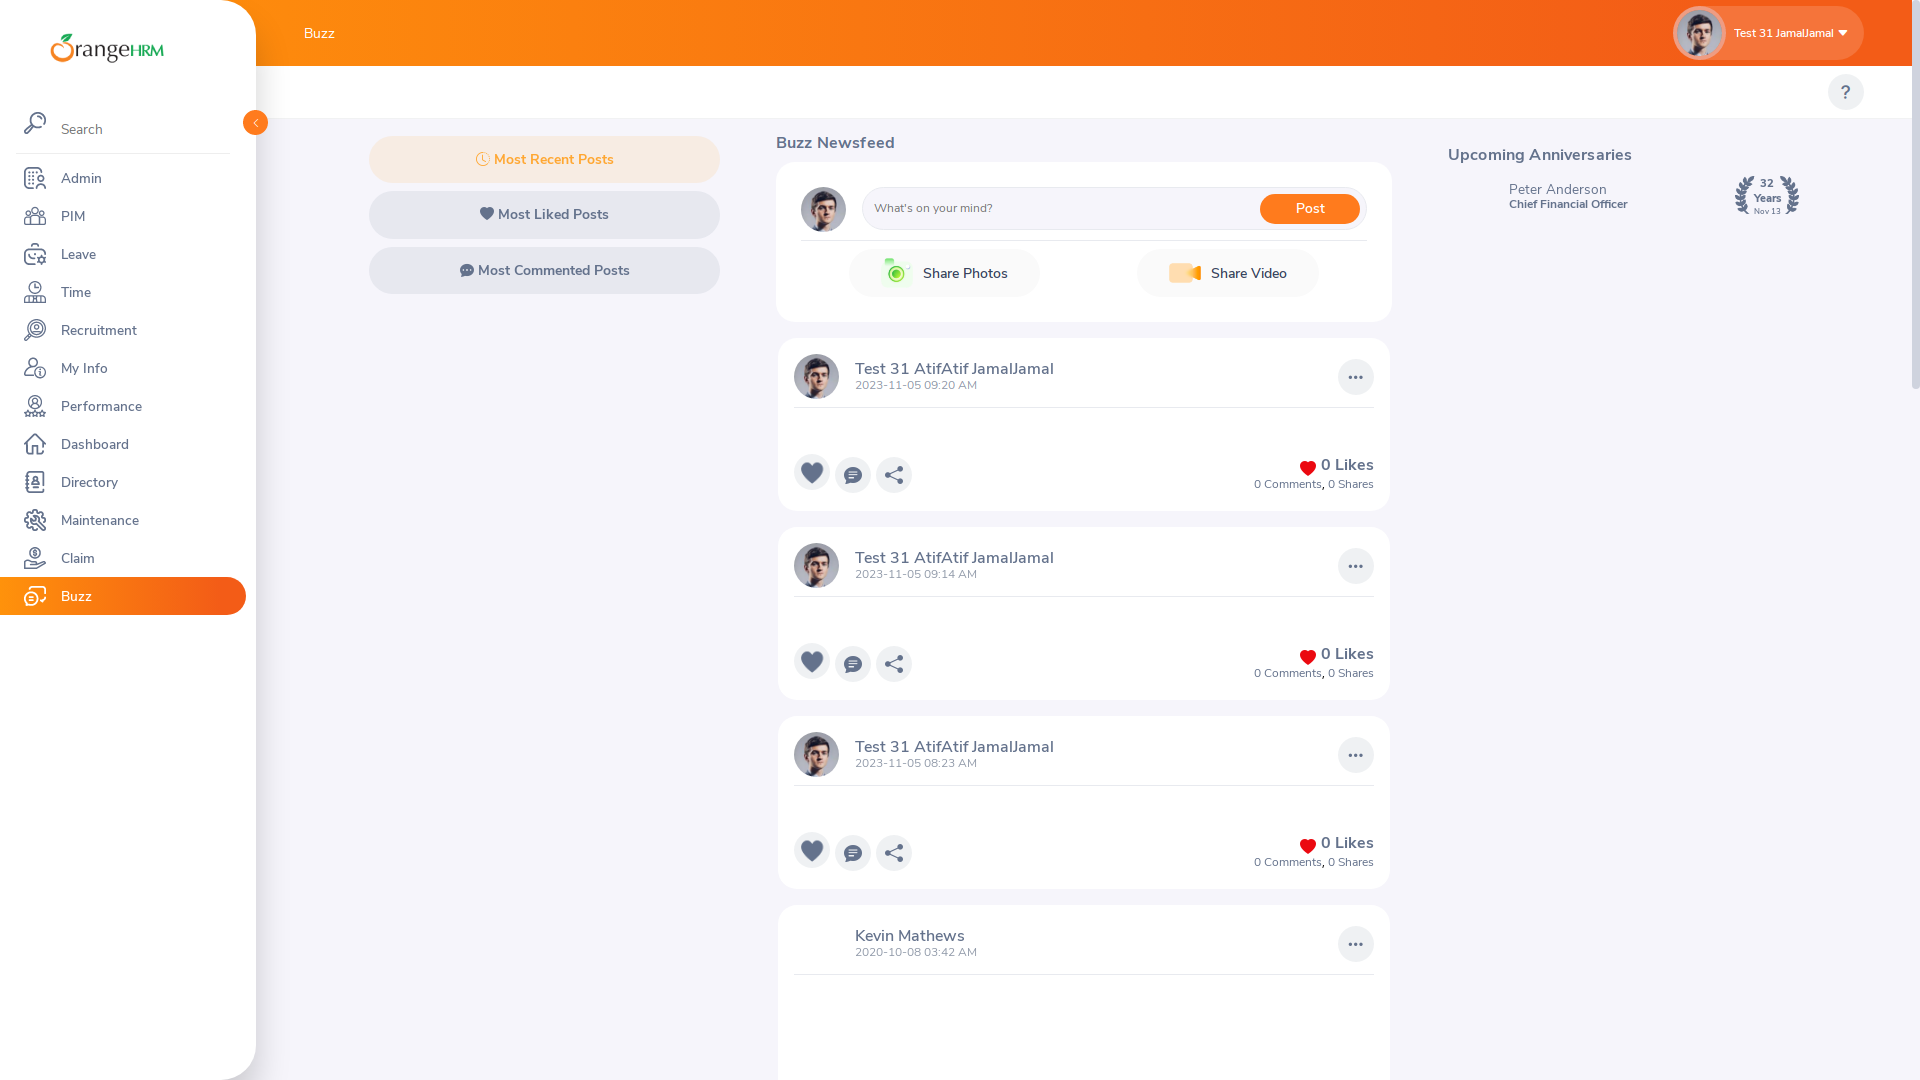 OrangeHRM
Search
Admin
PIM
Leave
Time
Recruitment
My Info
Performance
Dashboard
Directory
Maintenance
Claim
Buzz
Buzz
Test 31 JamalJamal
?
Most Recent Posts
Most Liked Posts
Most Commented Posts
Buzz Newsfeed
What's on your mind?
Post
Share Photos
Share Video
Test 31 AtifAtif JamalJamal
2023-11-05 09:20 AM
0 Likes
0 Comments, 0 Shares
Test 31 AtifAtif JamalJamal
2023-11-05 09:14 AM
0 Likes
0 Comments, 0 Shares
Test 31 AtifAtif JamalJamal
2023-11-05 08:23 AM
0 Likes
0 Comments, 0 Shares
Kevin Mathews
2020-10-08 03:42 AM
Upcoming Anniversaries
Peter Anderson
Chief Financial Officer
32
Years
Nov 13